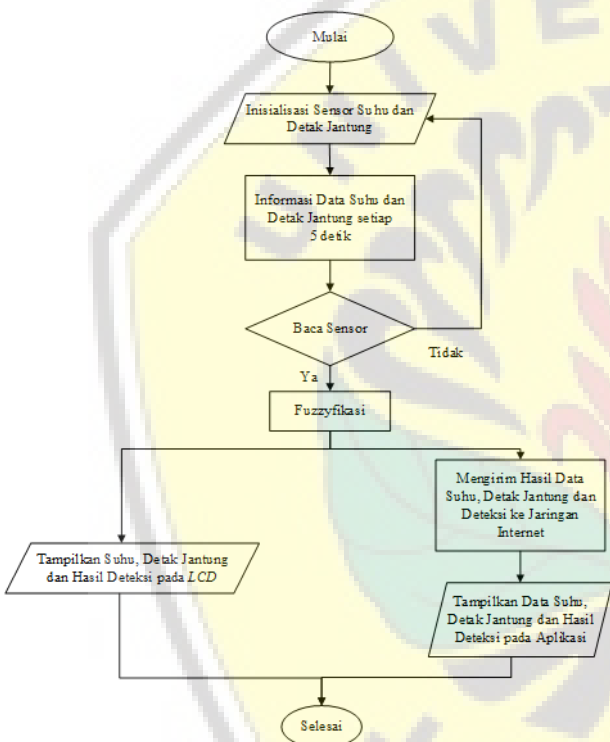 Mulai
Inisialisasi Sensor Suhu dan
Detak Jantung
Informasi Data Suhu dan
Detak Jantung setiap
5 detik
Baca Sensor
Tidak
Ya
Fuzzyfikasi
Mengirim Hasil Data
Suhu, Detak Jantung dan
Deteksi ke Jaringan
Internet
Tampilkan Suhu, Detak Jantung
dan Hasil Deteksi pada LCD
Tampilkan Data Suhu,
Detak Jantung dan Hasil
Deteksi pada Aplikasi
Selesai